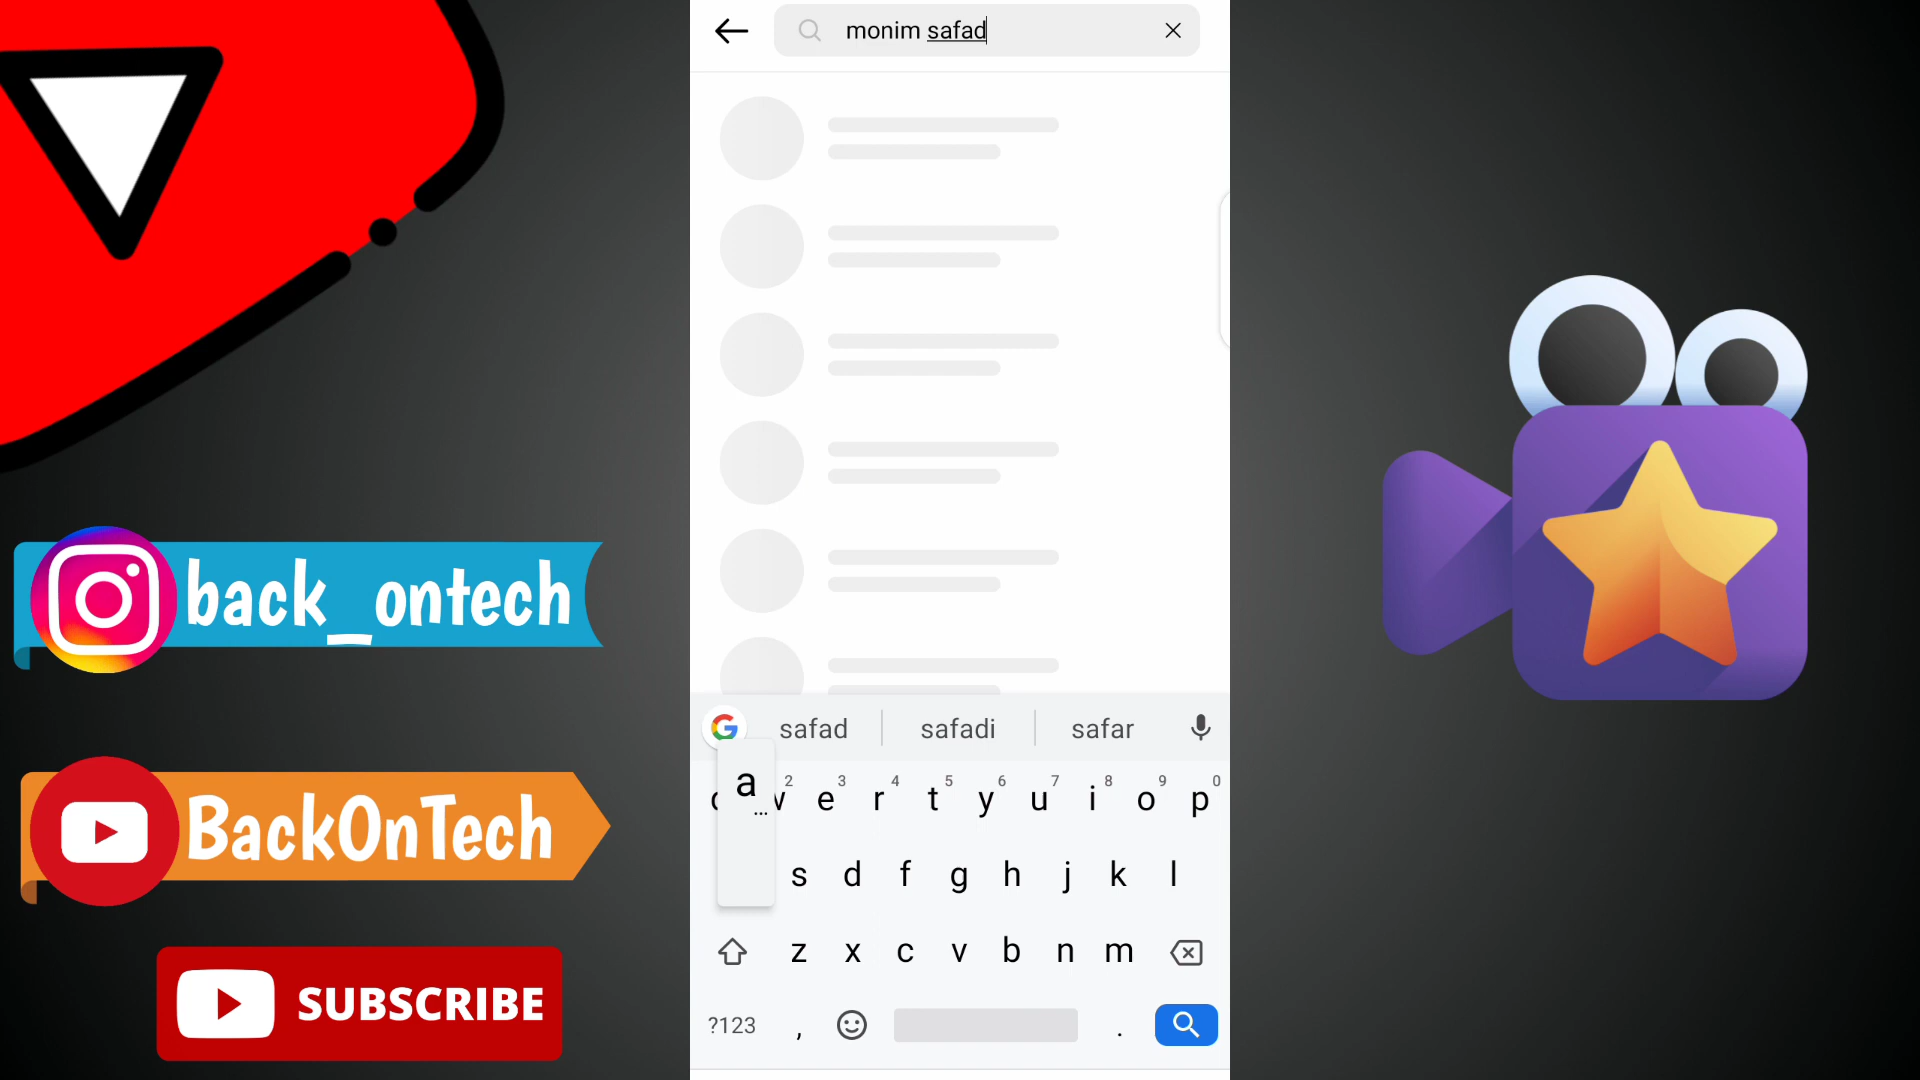 monim safad
back_ontech
BackOnTech
SUBSCRIBE
safad safadi safar
a
...
2 3 4 5 6 7 8 9 0
e r t y u i o p
s d f g h j k l
z x c v b n m
?123 , .